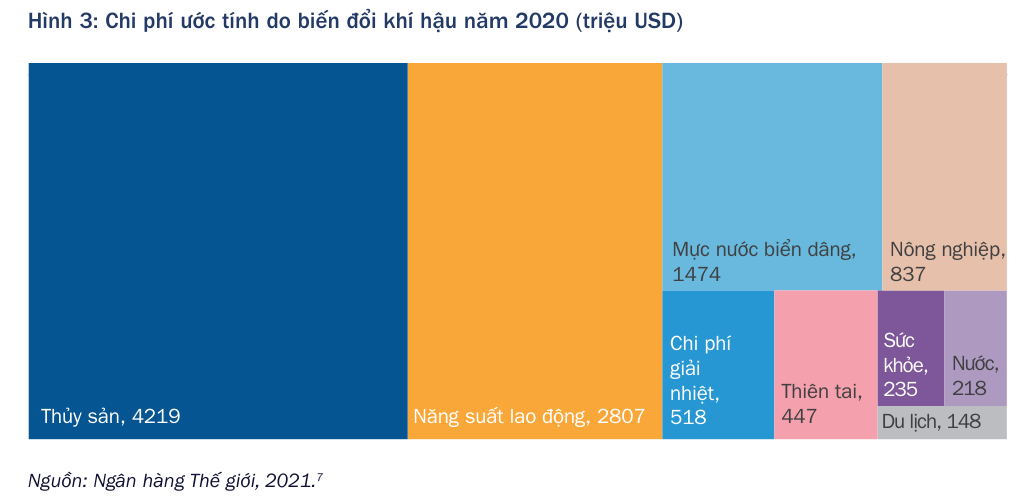 Hình 3: Chi phí ước tính do biến đổi khí hậu năm 2020 (triệu USD)
Thủy sản, 4219
Năng suất lao động, 2807
Mực nước biển dâng,
1474
Nông nghiệp,
837
Chi phí
giải
nhiệt,
518
Thiên tai,
447
Sức
khỏe,
235
Nước,
218
Du lịch, 148
Nguồn: Ngân hàng Thế giới, 2021.⁷